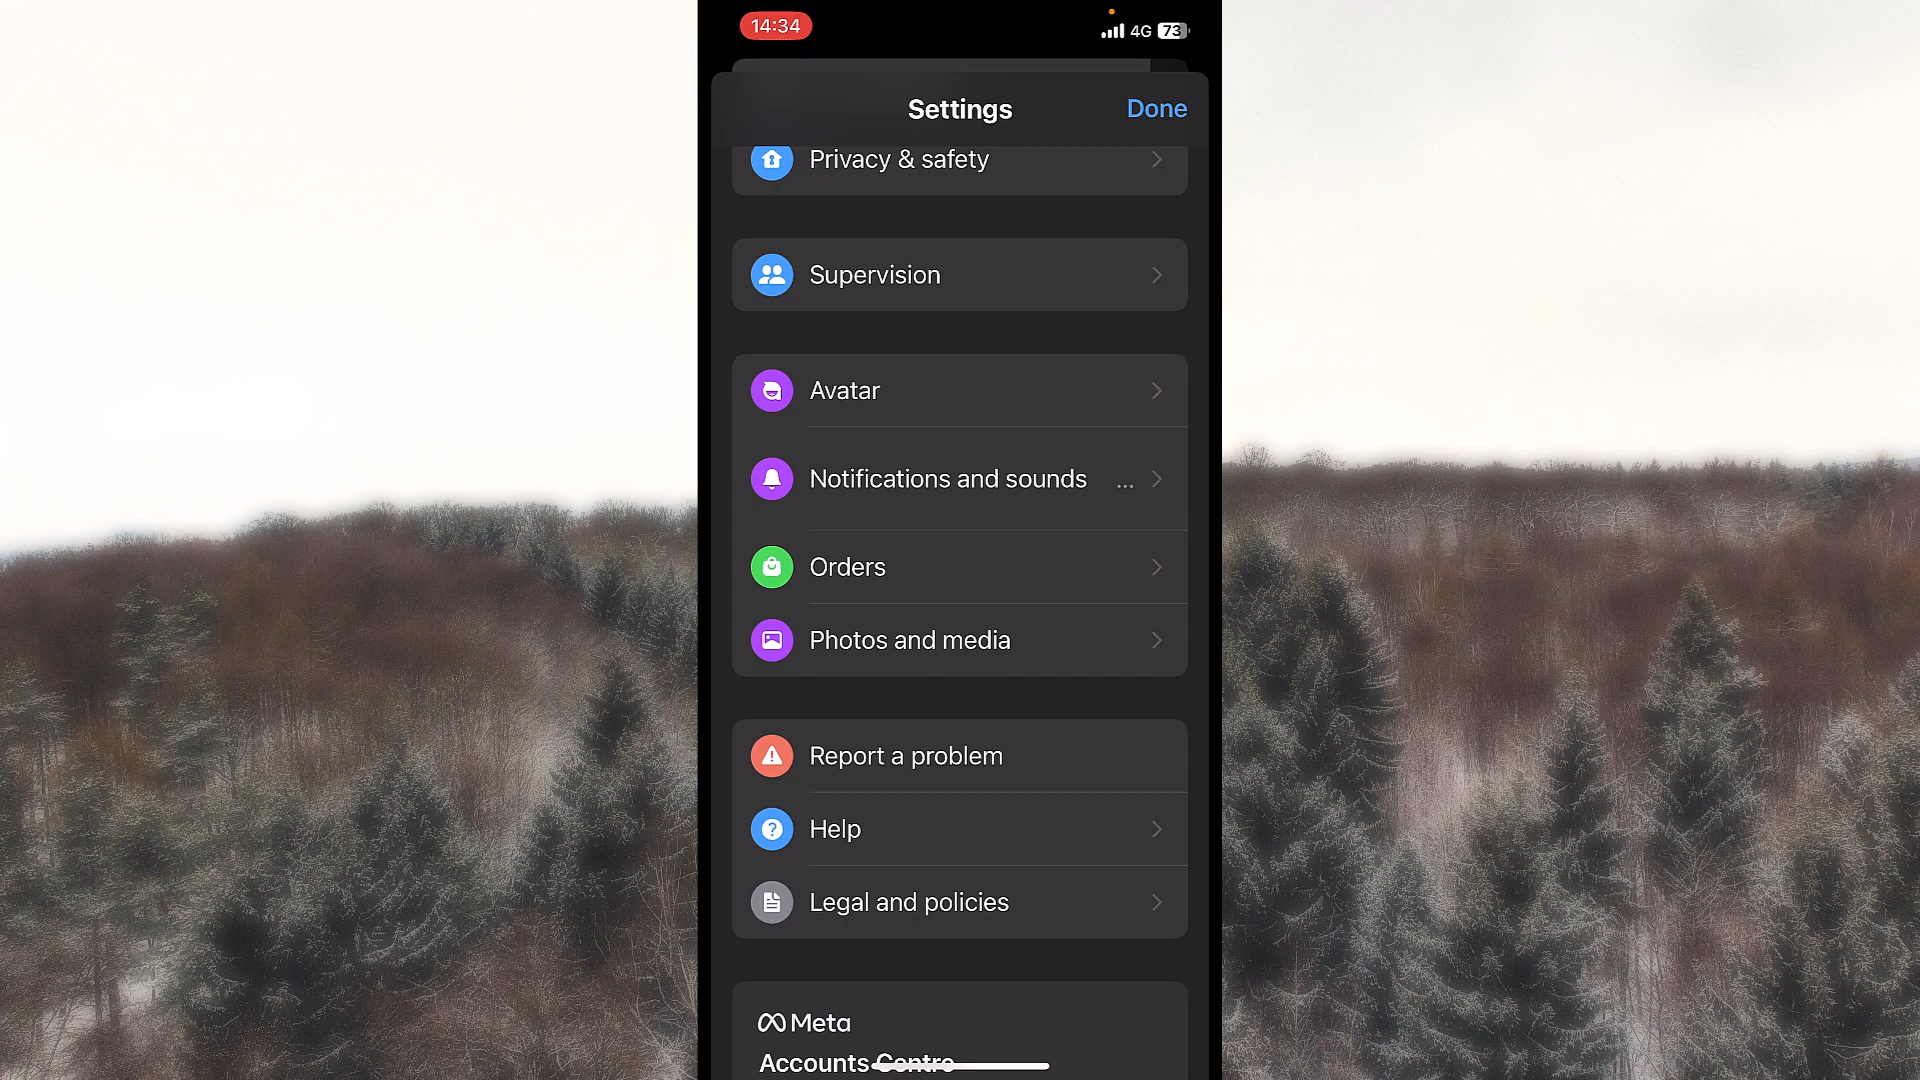 14:34
4G 73
Settings
Done
Privacy & safety
Supervision
Avatar
Notifications and sounds ...
Orders
Photos and media
Report a problem
Help
Legal and policies
Meta
Accounts Centre